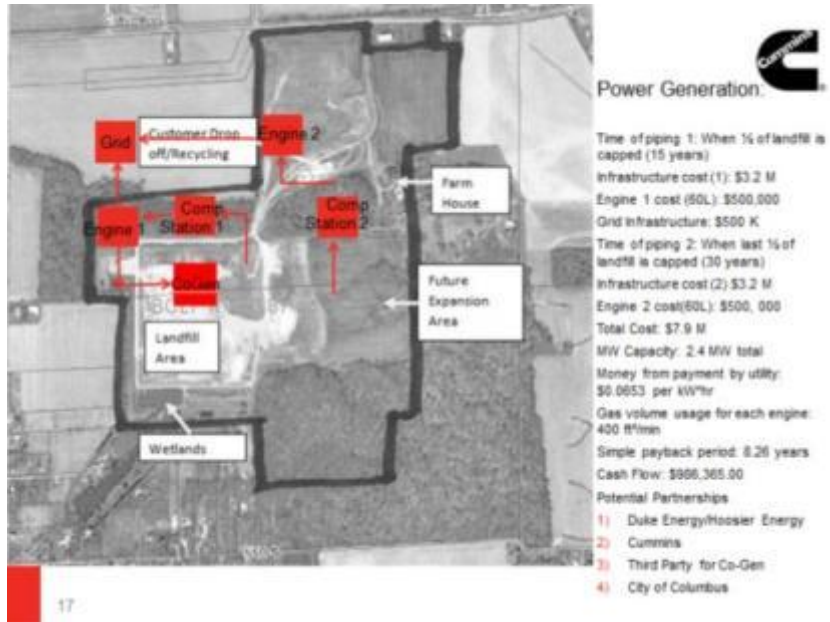 Cummins
Power Generation:
Time of piping 1: When ½ of landfill is
capped (15 years)
Infrastructure cost (1): $3.2 M
Engine 1 cost (60L): $500,000
Grid Infrastructure: $500 K
Time of piping 2: When last ½ of
landfill is capped (30 years)
Infrastructure cost (2) $3.2 M
Engine 2 cost(60L): $500, 000
Total Cost: $7.9 M
MW Capacity: 2.4 MW total
Money from payment by utility:
$0.0653 per kW*hr
Gas volume usage for each engine:
400 ft³/min
Simple payback period: 8.26 years
Cash Flow: $966,365.00
Potential Partnerships
1) Duke Energy/Hoosier Energy
2) Cummins
3) Third Party for Co-Gen
4) City of Columbus
Grid
Customer Drop
off/Recycling
Engine 2
Farm
House
Engine 1
Comp
Station 1
Comp
Station 2
CoGen
Future
Expansion
Area
Landfill
Area
Wetlands
17